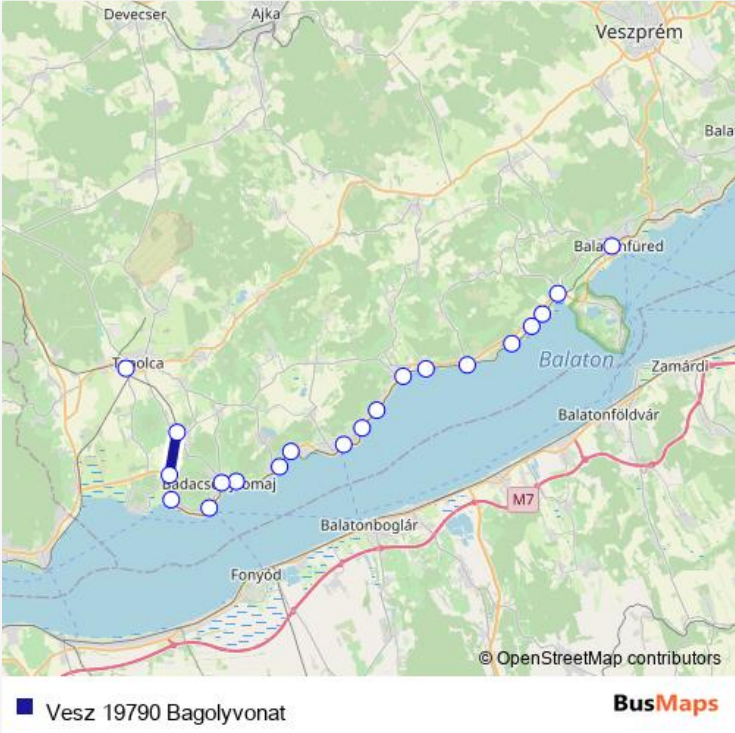 Devecser
Ajka
Veszprém
Bala
Balatonfüred
Balaton
Zamárdi
Balatonföldvár
Tapolca
Badacsonytomaj
M7
Balatonboglár
Fonyód
© OpenStreetMap contributors
Vesz 19790 Bagolyvonat
BusMaps